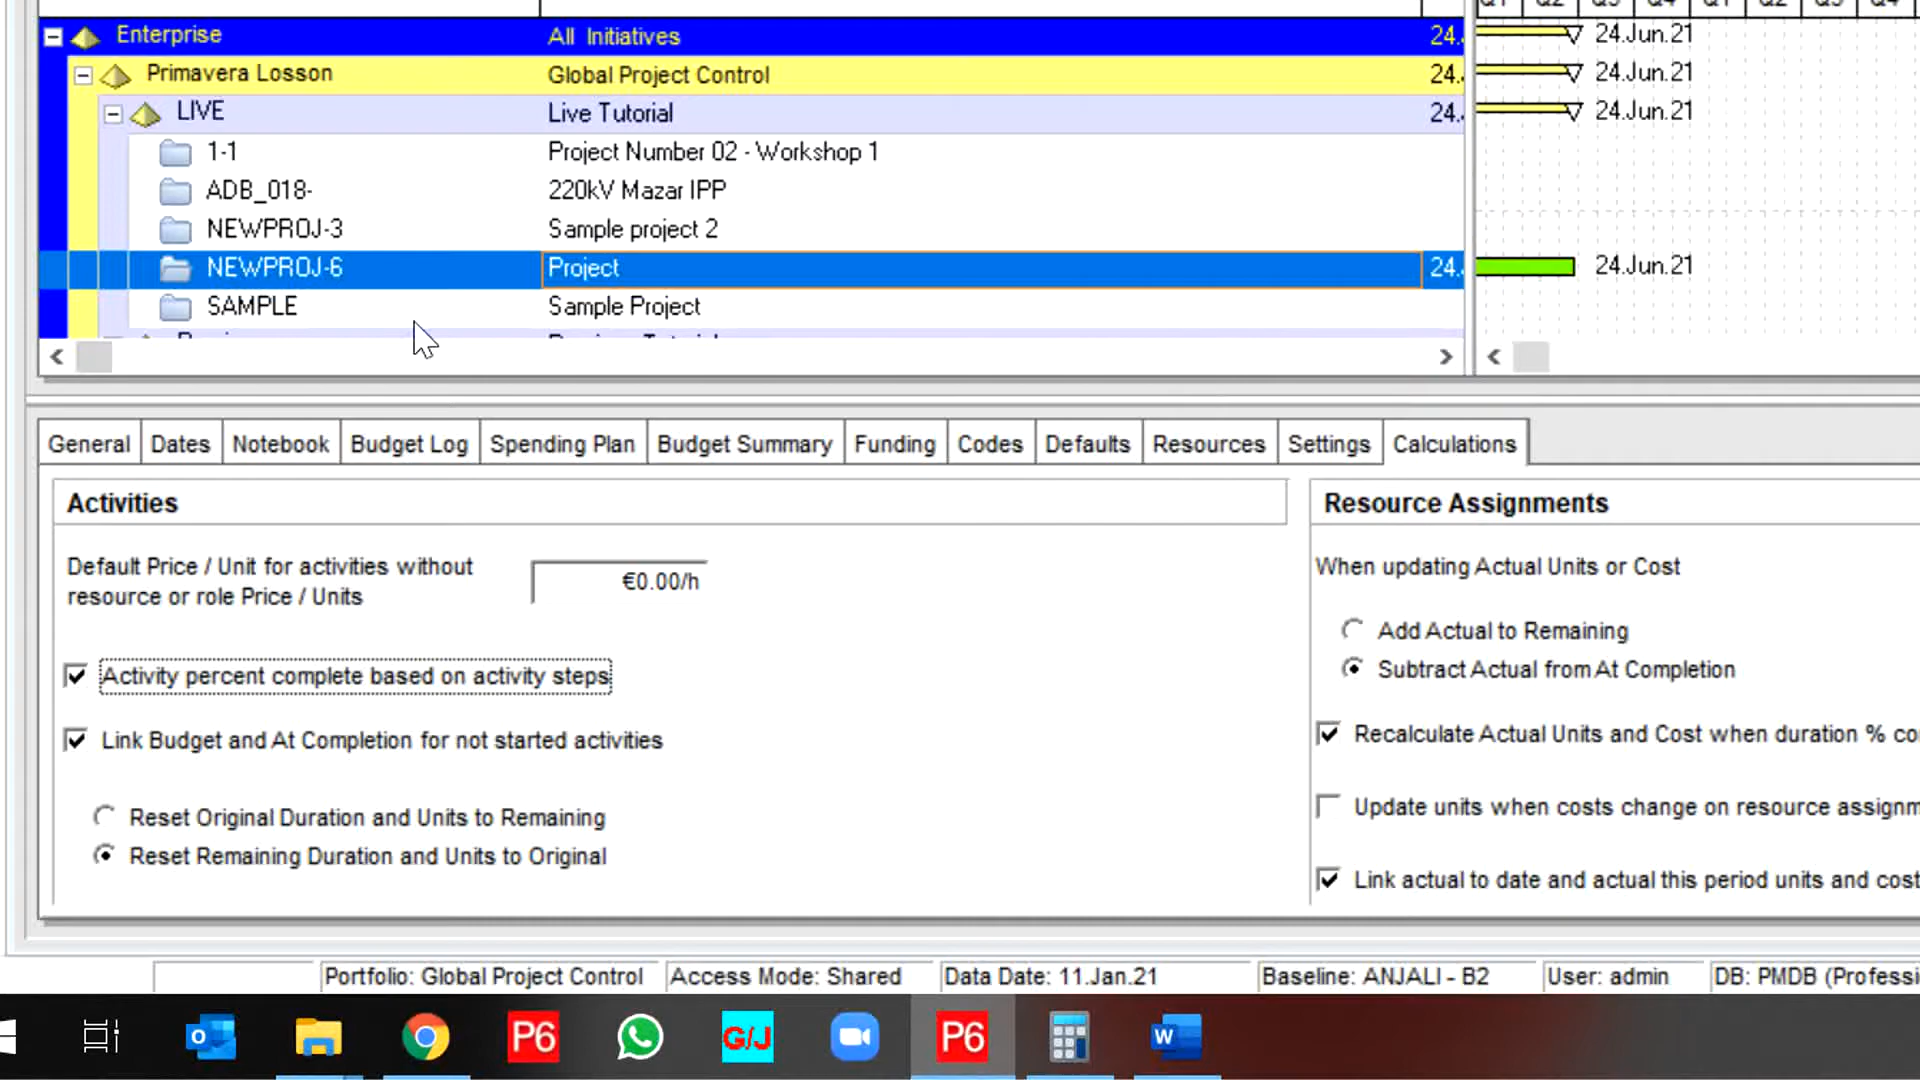 Q1 Q2 Q3 Q4 Q1 Q2 Q3 Q4
Enterprise All Initiatives 24. 24.Jun.21
Primavera Losson Global Project Control 24. 24.Jun.21
LIVE Live Tutorial 24. 24.Jun.21
1-1 Project Number 02 - Workshop 1
ADB_018- 220kV Mazar IPP
NEWPROJ-3 Sample project 2
NEWPROJ-6 Project 24. 24.Jun.21
SAMPLE Sample Project
General Dates Notebook Budget Log Spending Plan Budget Summary Funding Codes Defaults Resources Settings Calculations
Activities
Default Price / Unit for activities without
resource or role Price / Units
€0.00/h
Activity percent complete based on activity steps
Link Budget and At Completion for not started activities
Reset Original Duration and Units to Remaining
Reset Remaining Duration and Units to Original
Resource Assignments
When updating Actual Units or Cost
Add Actual to Remaining
Subtract Actual from At Completion
Recalculate Actual Units and Cost when duration % co
Update units when costs change on resource assignm
Link actual to date and actual this period units and cost
Portfolio: Global Project Control Access Mode: Shared Data Date: 11.Jan.21 Baseline: ANJALI - B2 User: admin DB: PMDB (Professi
P6 G/J P6 W